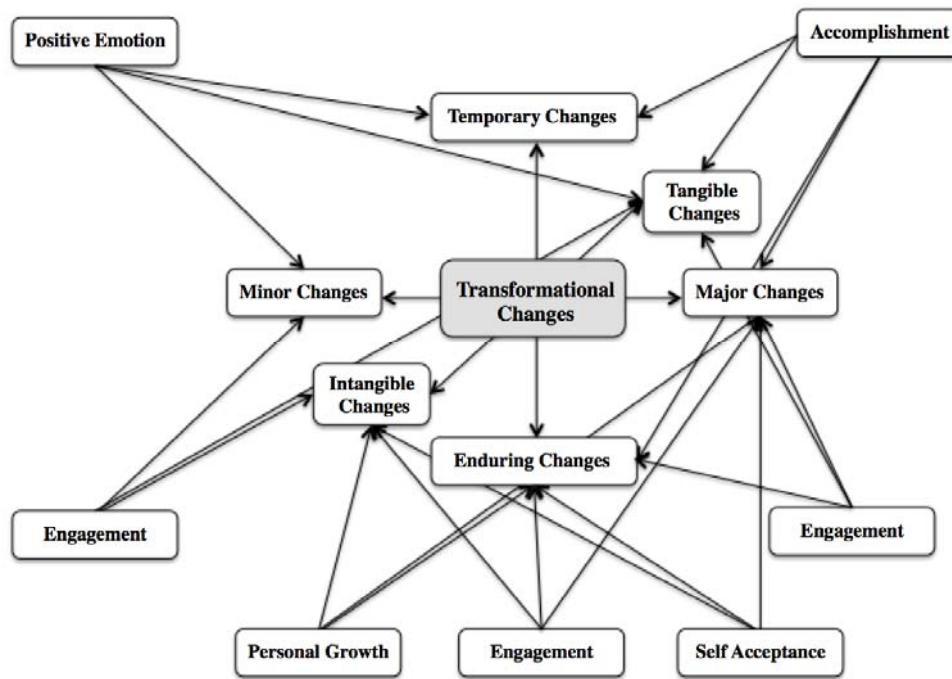 Positive Emotion
Accomplishment
Temporary Changes
Tangible
Changes
Minor Changes
Transformational
Changes
Major Changes
Intangible
Changes
Enduring Changes
Engagement
Engagement
Personal Growth
Engagement
Self Acceptance